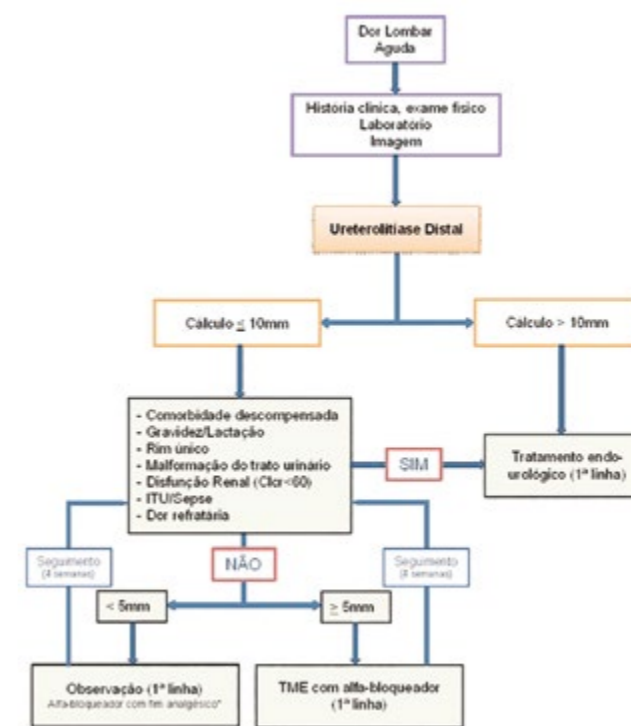 Dor Lombar
Aguda
História clínica, exame físico
Laboratório
Imagem
Ureterolitíase Distal
Cálculo ≤ 10mm
Cálculo > 10mm
- Comorbidade descompensada
- Gravidez/Lactação
- Rim único
- Malformação do trato urinário
- Disfunção Renal (Clcr<60)
- ITU/Sepse
- Dor refratária
SIM
Tratamento endo-
urológico (1ª linha)
Seguimento
(4 semanas)
NÃO
Seguimento
(4 semanas)
< 5mm
≥ 5mm
Observação (1ª linha)
Alfa-bloqueador com fim analgésico*
TME com alfa-bloqueador
(1ª linha)